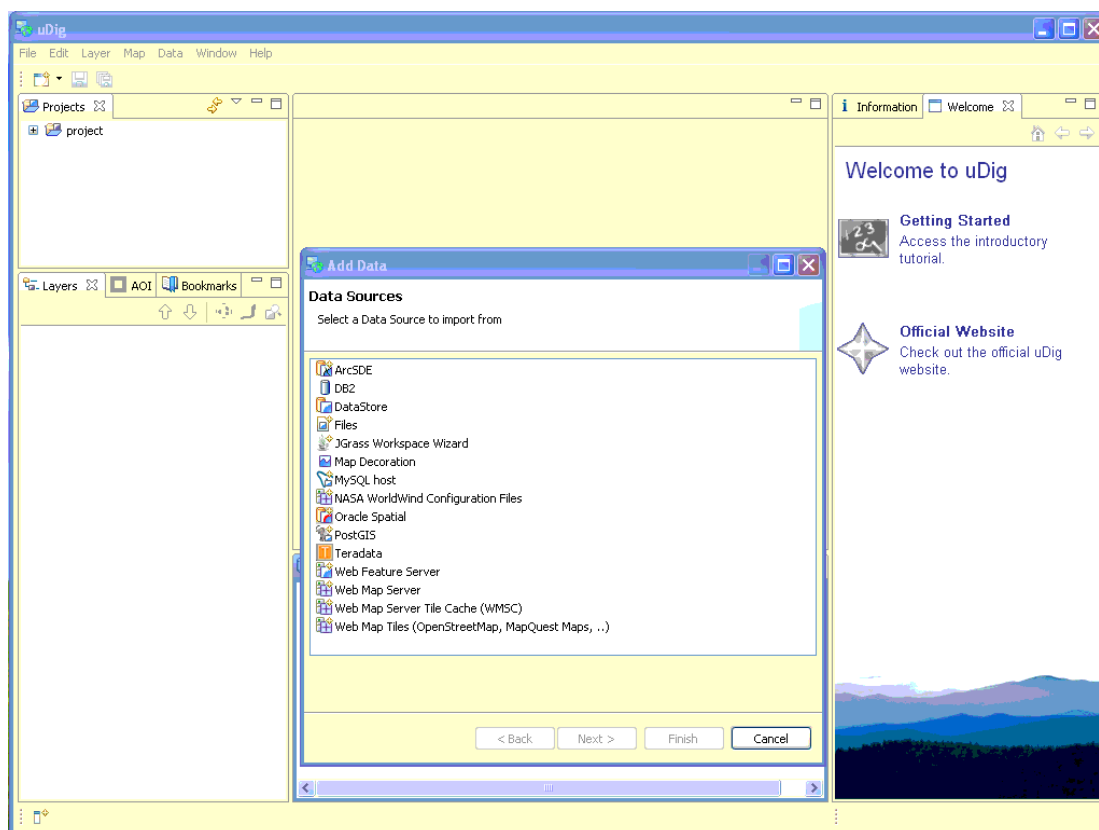 uDig
File Edit Layer Map Data Window Help
Projects
project
Layers AOI Bookmarks
Add Data
Data Sources
Select a Data Source to import from
ArcSDE
DB2
DataStore
Files
JGrass Workspace Wizard
Map Decoration
MySQL host
NASA WorldWind Configuration Files
Oracle Spatial
PostGIS
Teradata
Web Feature Server
Web Map Server
Web Map Server Tile Cache (WMSC)
Web Map Tiles (OpenStreetMap, MapQuest Maps, ..)
< Back Next > Finish Cancel
Information Welcome
Welcome to uDig
123
Getting Started
Access the introductory
tutorial.
Official Website
Check out the official uDig
website.